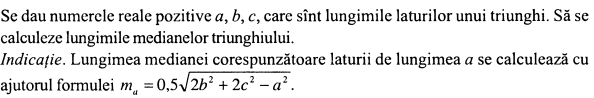 Se dau numerele reale pozitive a, b, c, care sînt lungimile laturilor unui triunghi. Să se
calculeze lungimile medianelor triunghiului.
Indicație. Lungimea medianei corespunzătoare laturii de lungimea a se calculează cu
ajutorul formulei m_a = 0,5√(2b² + 2c² − a²).